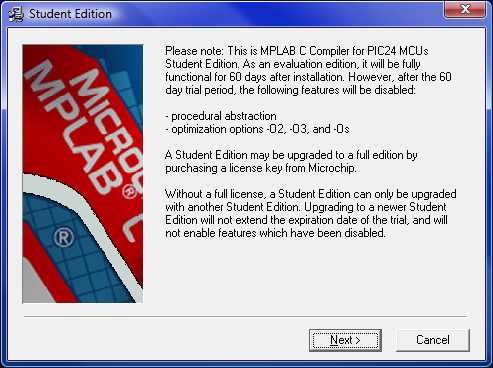 Student Edition
Please note: This is MPLAB C Compiler for PIC24 MCUs
Student Edition. As an evaluation edition, it will be fully
functional for 60 days after installation. However, after the 60
day trial period, the following features will be disabled:
- procedural abstraction
- optimization options -O2, -O3, and -Os
A Student Edition may be upgraded to a full edition by
purchasing a license key from Microchip.
Without a full license, a Student Edition can only be upgraded
with another Student Edition. Upgrading to a newer Student
Edition will not extend the expiration date of the trial, and will
not enable features which have been disabled.
MICROC
MPLAB® C
®
Next >
Cancel